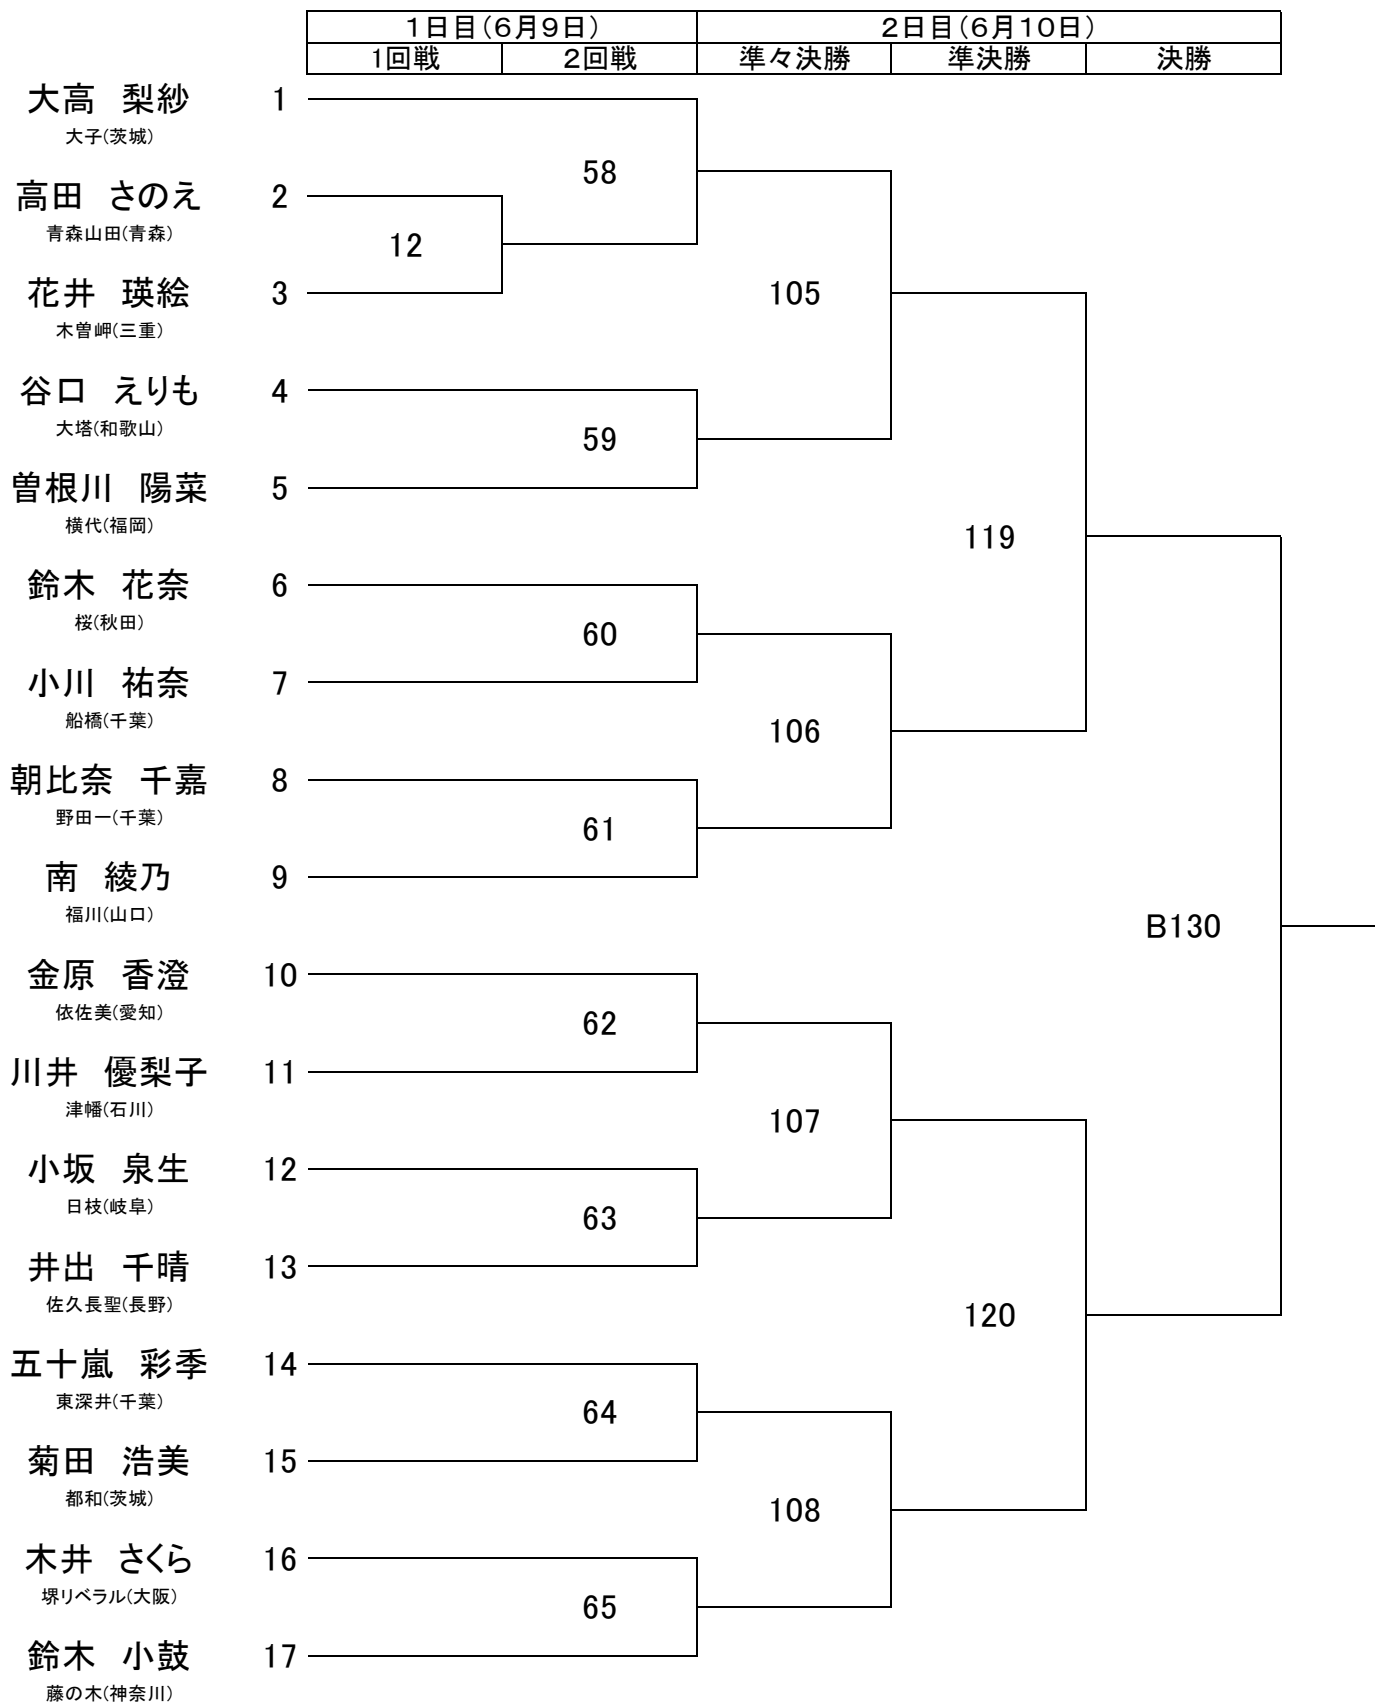 １日目（６月９日） ２日目（６月１０日）
1回戦 2回戦 準々決勝 準決勝 決勝
大高　梨紗 1
大子(茨城)
58
高田　さのえ 2
青森山田(青森)
12
花井　瑛絵 3 105
木曽岬(三重)
谷口　えりも 4
大塔(和歌山)
59
曽根川　陽菜 5
横代(福岡)
119
鈴木　花奈 6
桜(秋田)
60
小川　祐奈 7
船橋(千葉)
106
朝比奈　千嘉 8
野田一(千葉)
61
南　綾乃 9
福川(山口)
B130
金原　香澄 10
依佐美(愛知)
62
川井　優梨子 11
津幡(石川)
107
小坂　泉生 12
日枝(岐阜)
63
井出　千晴 13
佐久長聖(長野)
120
五十嵐　彩季 14
東深井(千葉)
64
菊田　浩美 15
都和(茨城)
108
木井　さくら 16
堺リベラル(大阪)
65
鈴木　小鼓 17
藤の木(神奈川)